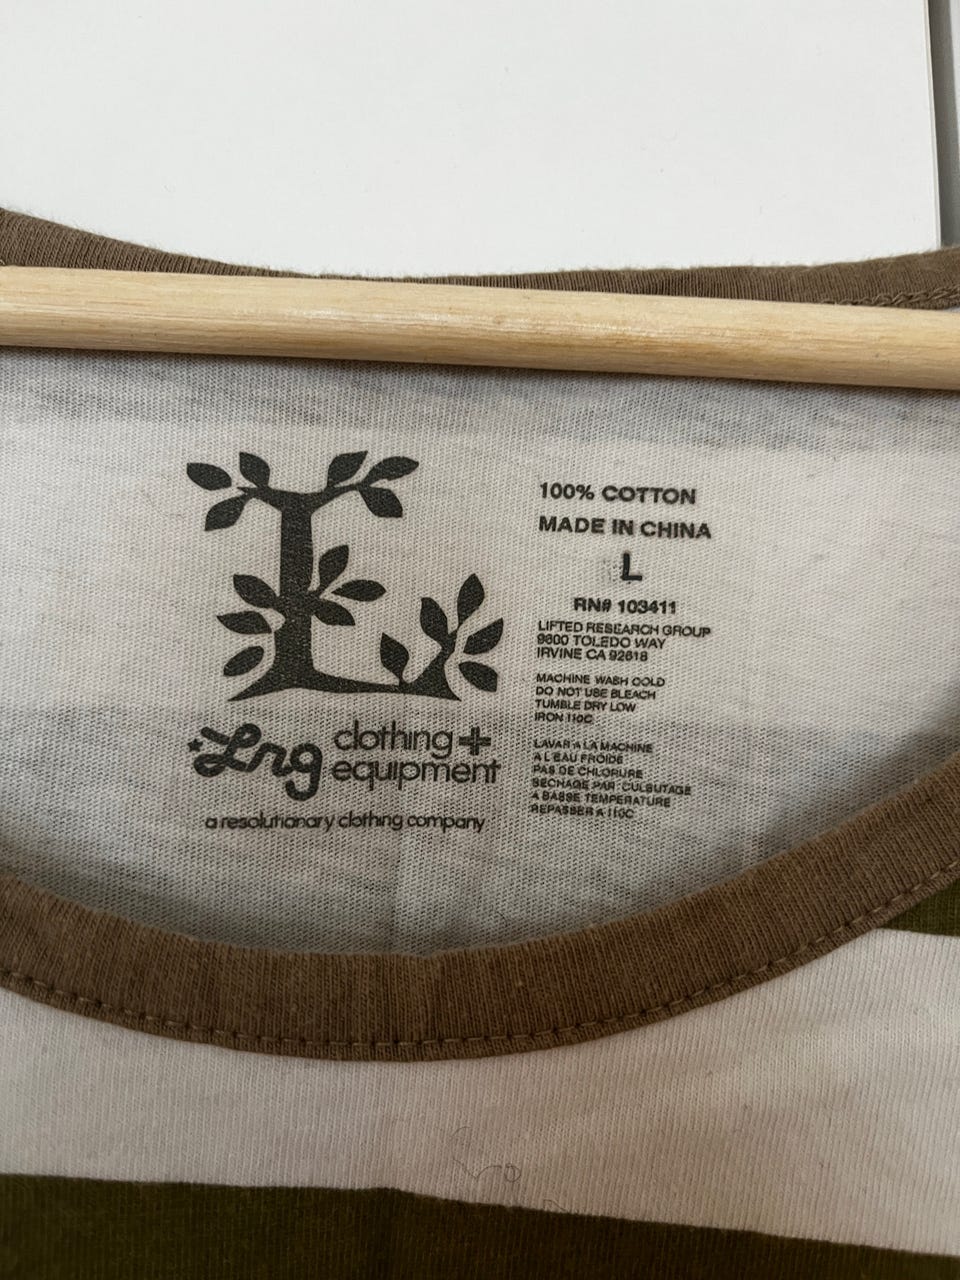 Lrg clothing +
equipment
a resolutionary clothing company
100% COTTON
MADE IN CHINA
L
RN# 103411
LIFTED RESEARCH GROUP
9600 TOLEDO WAY
IRVINE CA 92618
MACHINE WASH COLD
DO NOT USE BLEACH
TUMBLE DRY LOW
IRON 110C
LAVAR A LA MACHINE
A L EAU FROIDE
PAS DE CHLORURE
SECHAGE PAR CULBUTAGE
A BASSE TEMPERATURE
REPASSER A 110C